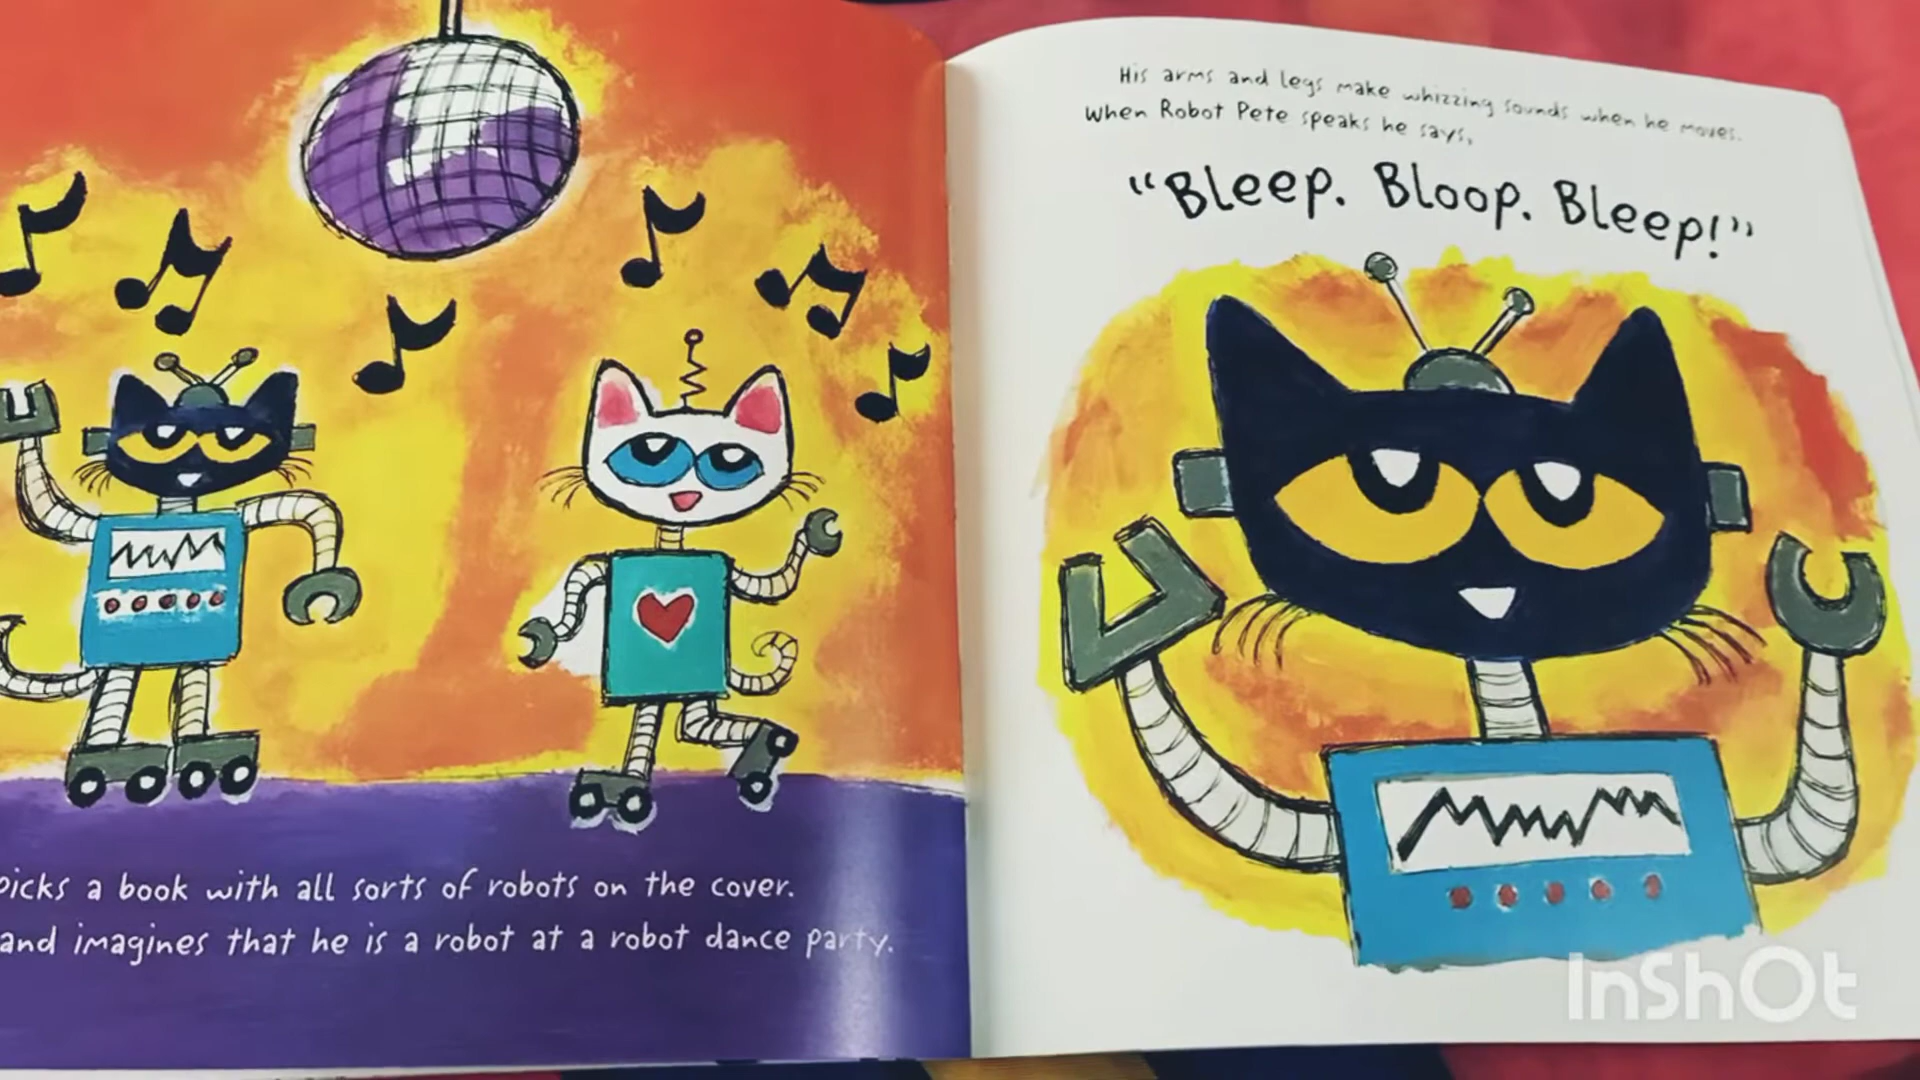 picks a book with all sorts of robots on the cover.
and imagines that he is a robot at a robot dance party.
His arms and legs make whizzing sounds when he moves.
When Robot Pete speaks he says,
“Bleep. Bloop. Bleep!”
InShOt